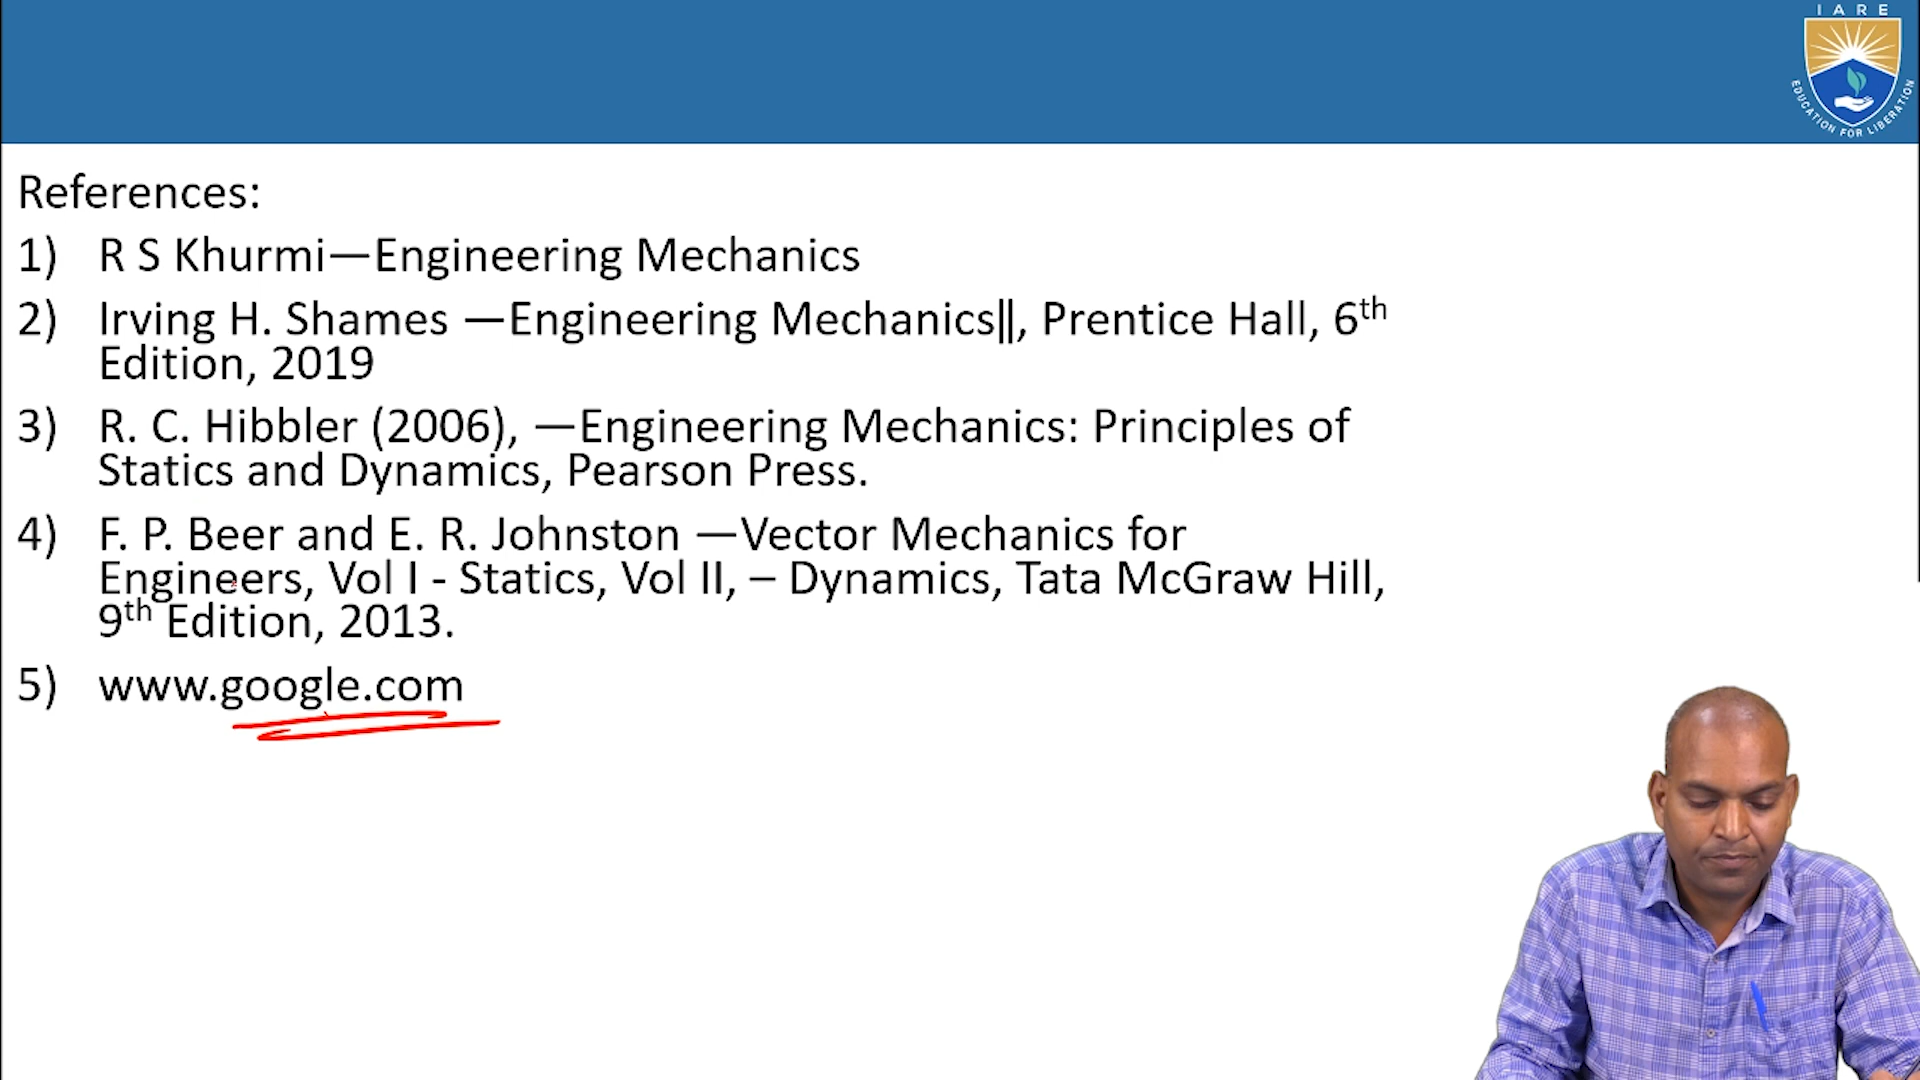 IARE
EDUCATION FOR LIBERATION
References:
1) R S Khurmi—Engineering Mechanics
2) Irving H. Shames —Engineering Mechanics‖, Prentice Hall, 6th
Edition, 2019
3) R. C. Hibbler (2006), —Engineering Mechanics: Principles of
Statics and Dynamics, Pearson Press.
4) F. P. Beer and E. R. Johnston —Vector Mechanics for
Engineers, Vol I - Statics, Vol II, – Dynamics, Tata McGraw Hill,
9th Edition, 2013.
5) www.google.com